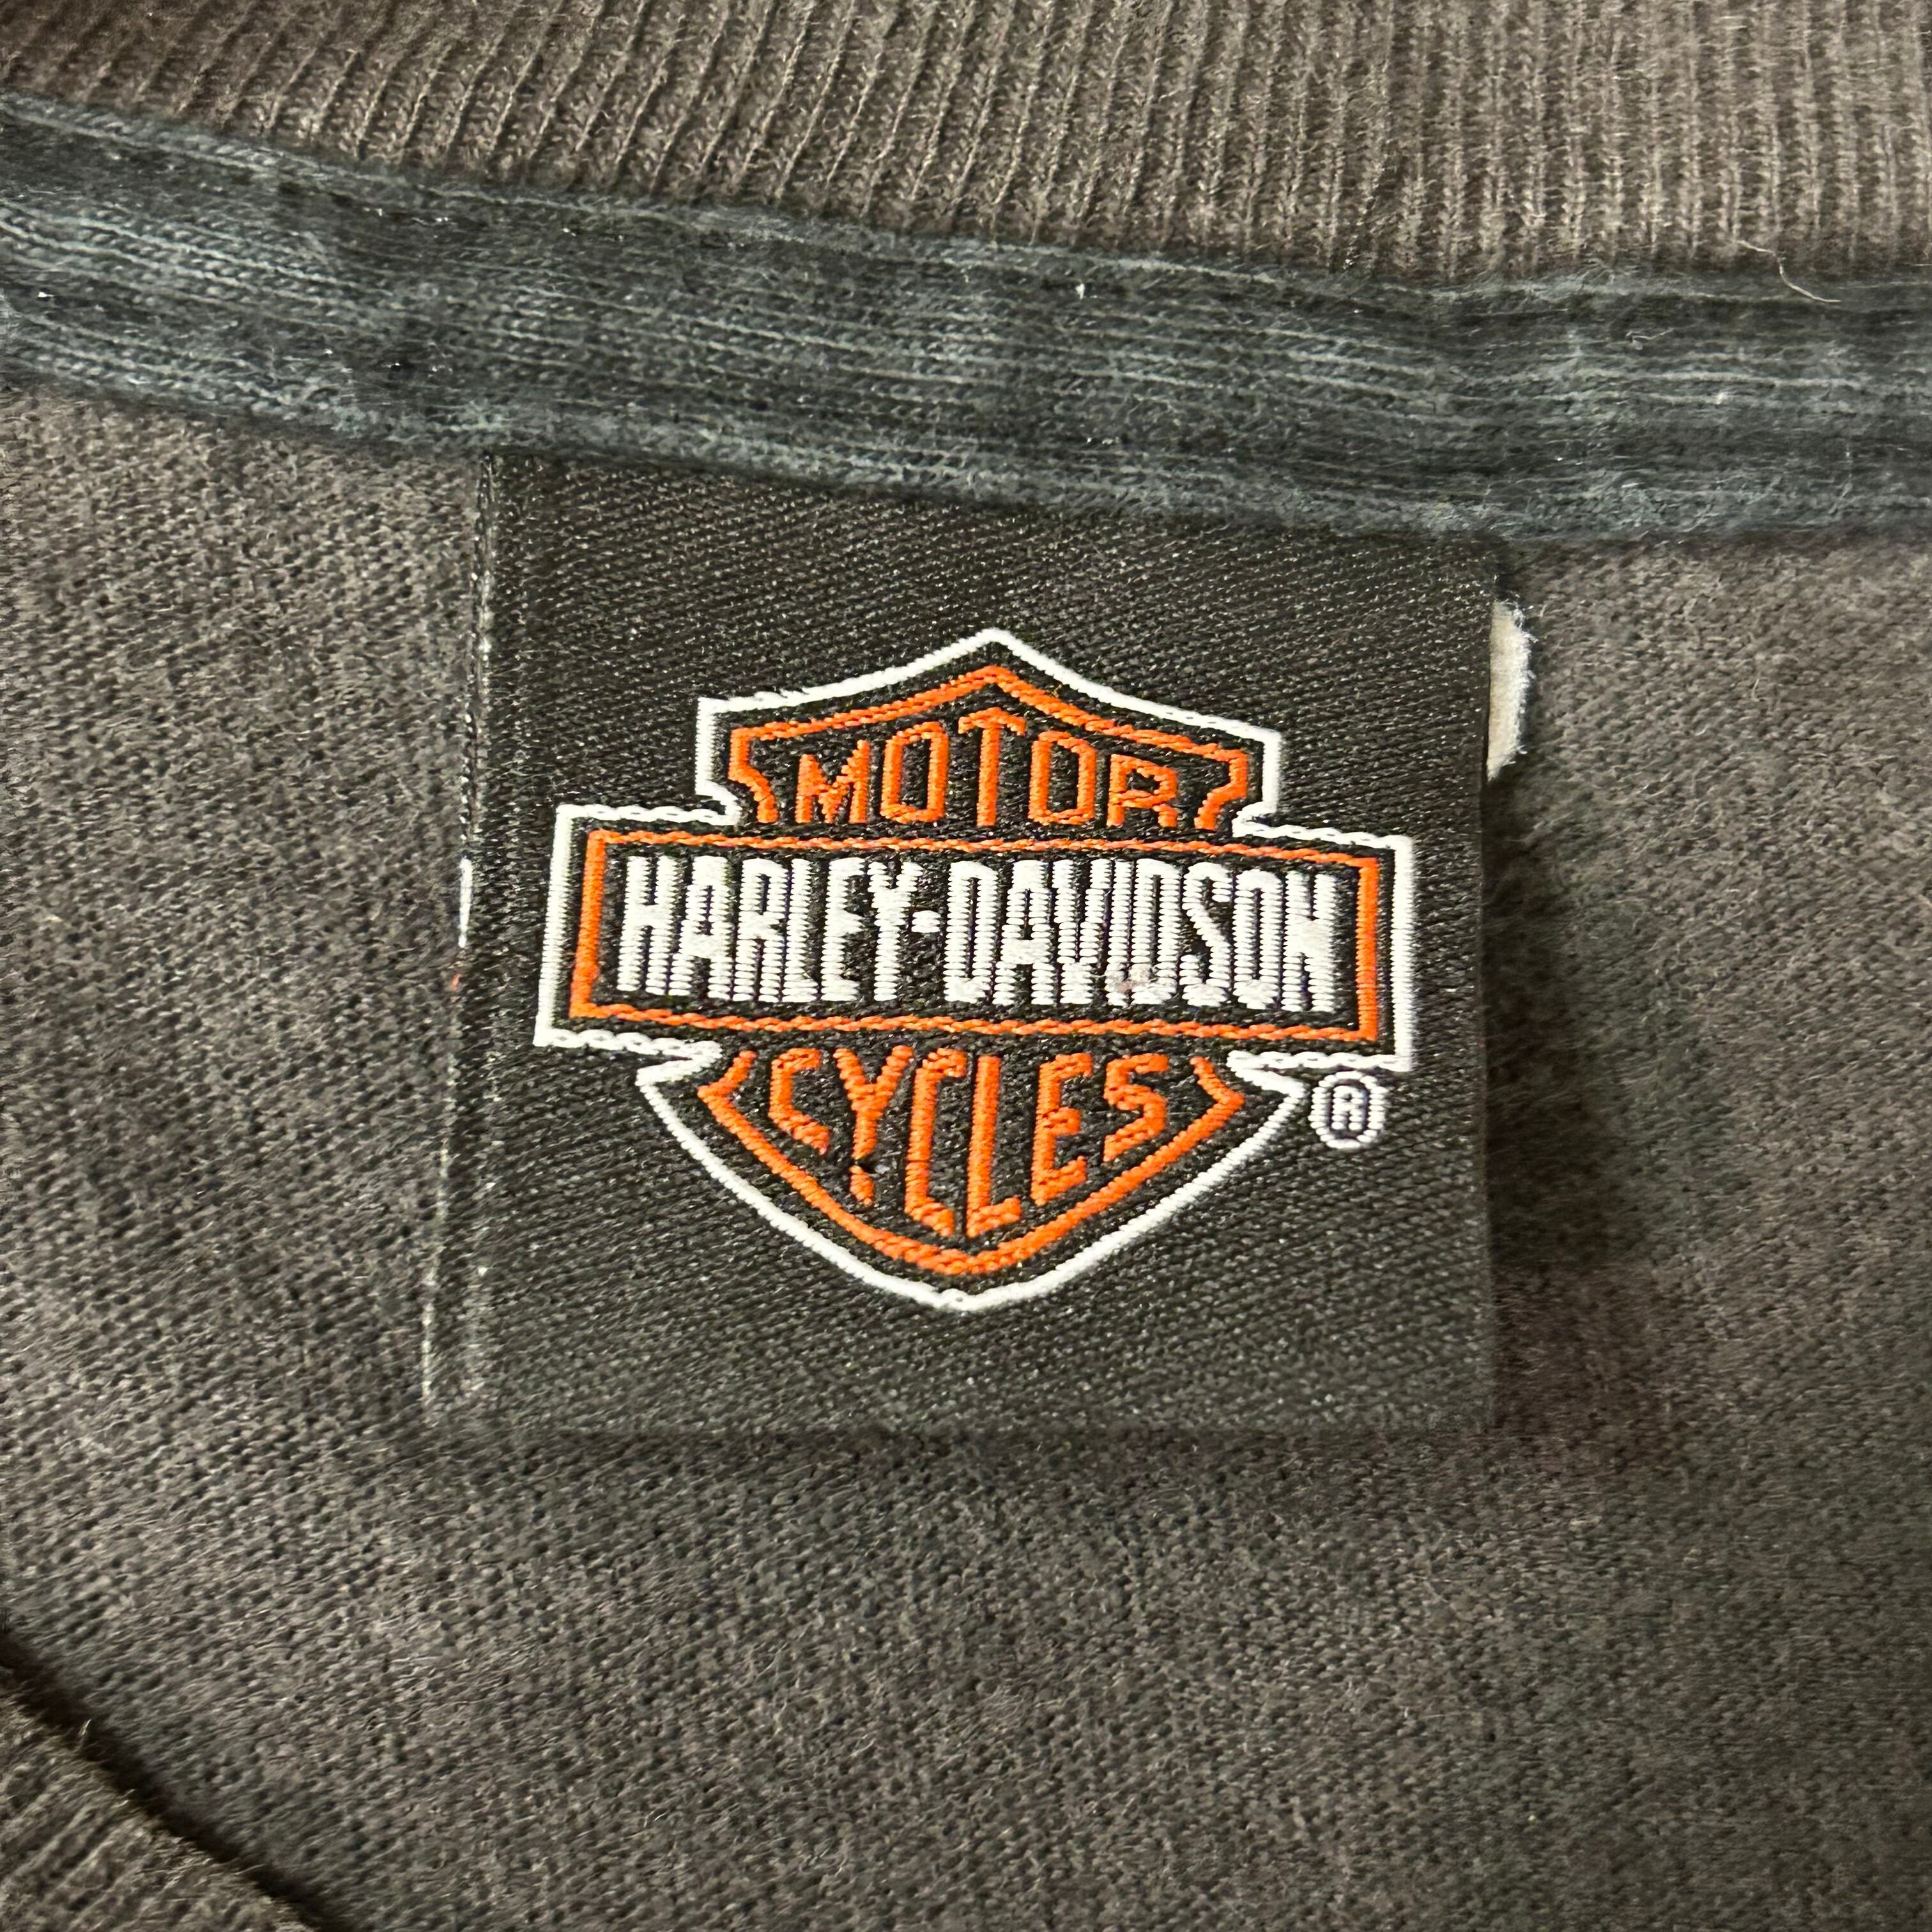 MOTOR
HARLEY-DAVIDSON
CYCLES
®